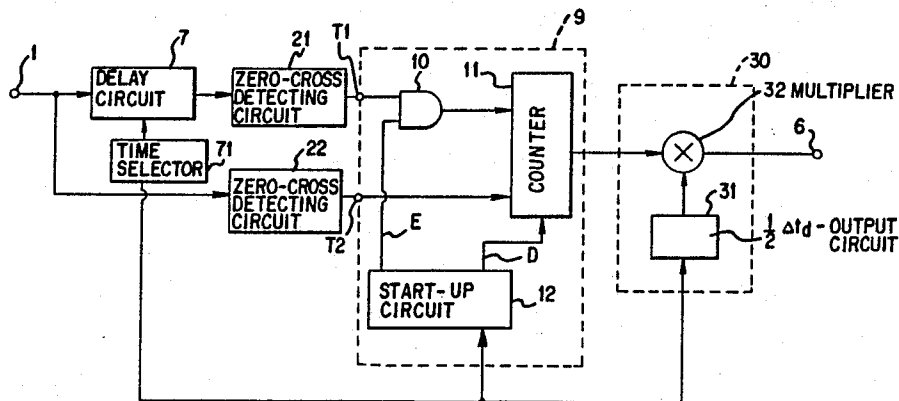 9
7
21
T1
1
DELAY
CIRCUIT
ZERO-CROSS
DETECTING
CIRCUIT
10
11
30
32 MULTIPLIER
6
TIME
SELECTOR
71
22
ZERO-CROSS
DETECTING
CIRCUIT
T2
COUNTER
31
E
D
1/2 Δtd-OUTPUT
CIRCUIT
START-UP
CIRCUIT
12